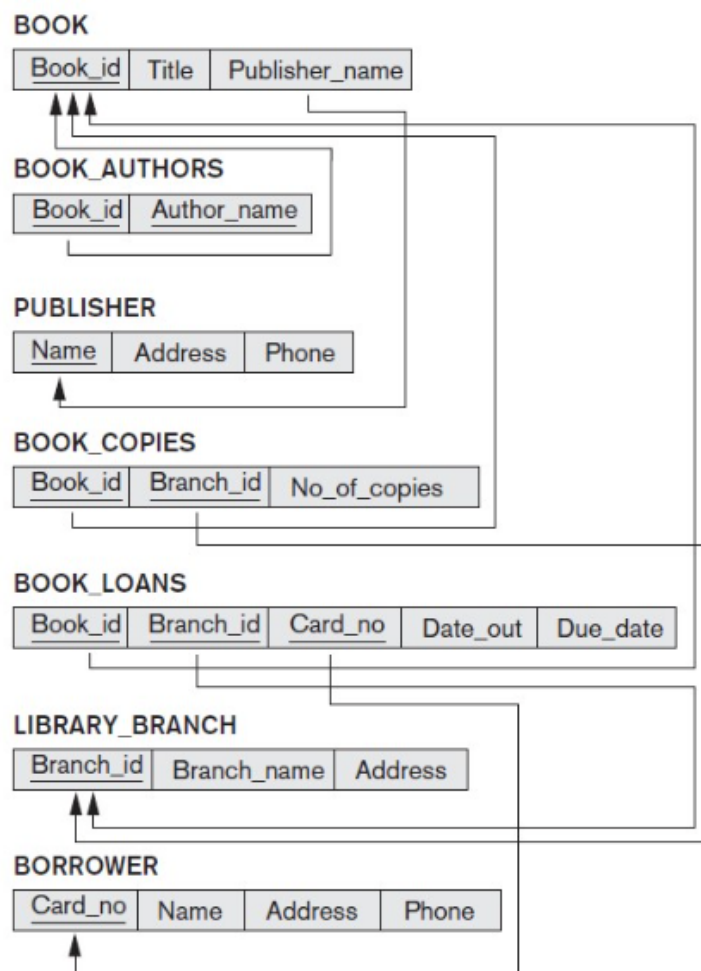 BOOK
Book_id Title Publisher_name
BOOK_AUTHORS
Book_id Author_name
PUBLISHER
Name Address Phone
BOOK_COPIES
Book_id Branch_id No_of_copies
BOOK_LOANS
Book_id Branch_id Card_no Date_out Due_date
LIBRARY_BRANCH
Branch_id Branch_name Address
BORROWER
Card_no Name Address Phone